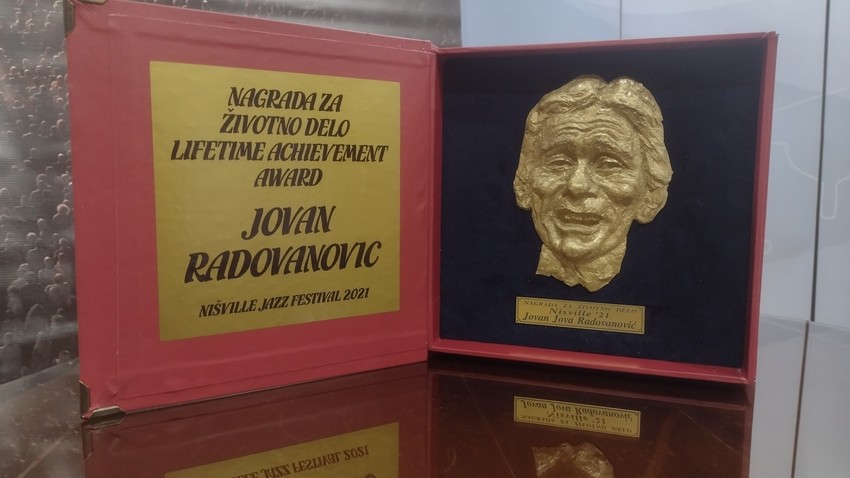 NAGRADA ZA
ŽIVOTNO DELO
LIFETIME ACHIEVEMENT
AWARD
JOVAN
RADOVANOVIC
NIŠVILLE JAZZ FESTIVAL 2021
NAGRADA ZA ŽIVOTNO DELO
Nišville '21
Jovan Jova Radovanović